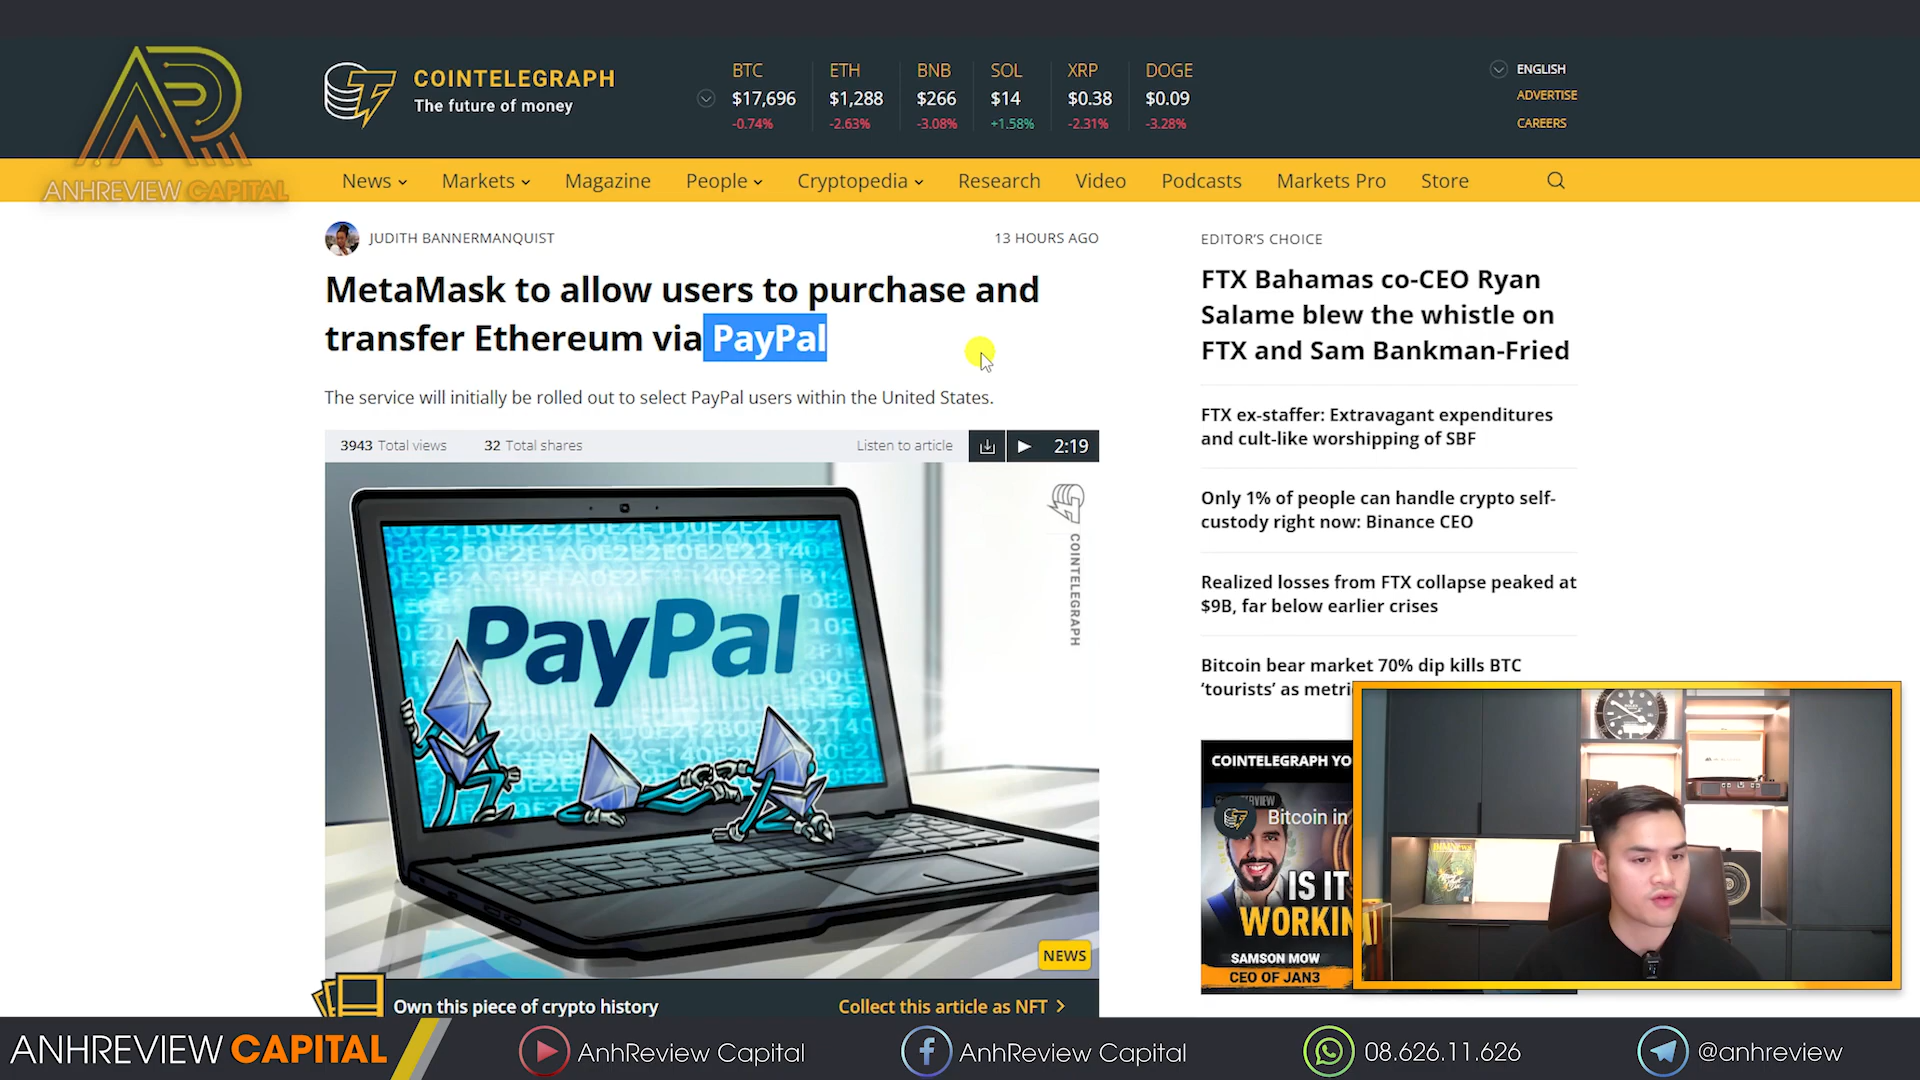 ANHREVIEW CAPITAL
COINTELEGRAPH
The future of money
BTC
$17,696
-0.74%
ETH
$1,288
-2.63%
BNB
$266
-3.08%
SOL
$14
+1.58%
XRP
$0.38
-2.31%
DOGE
$0.09
-3.28%
ENGLISH
ADVERTISE
CAREERS
News
Markets
Magazine
People
Cryptopedia
Research
Video
Podcasts
Markets Pro
Store
JUDITH BANNERMANQUIST
13 HOURS AGO
MetaMask to allow users to purchase and
transfer Ethereum via PayPal
The service will initially be rolled out to select PayPal users within the United States.
3943 Total views
32 Total shares
Listen to article
2:19
PayPal
COINTELEGRAPH
NEWS
Own this piece of crypto history
Collect this article as NFT
EDITOR'S CHOICE
FTX Bahamas co-CEO Ryan
Salame blew the whistle on
FTX and Sam Bankman-Fried
FTX ex-staffer: Extravagant expenditures
and cult-like worshipping of SBF
Only 1% of people can handle crypto self-
custody right now: Binance CEO
Realized losses from FTX collapse peaked at
$9B, far below earlier crises
Bitcoin bear market 70% dip kills BTC
‘tourists’ as metri
COINTELEGRAPH YO
Bitcoin in
IS IT
WORKIN
SAMSON MOW
CEO OF JAN3
ANHREVIEW CAPITAL
AnhReview Capital
AnhReview Capital
08.626.11.626
@anhreview